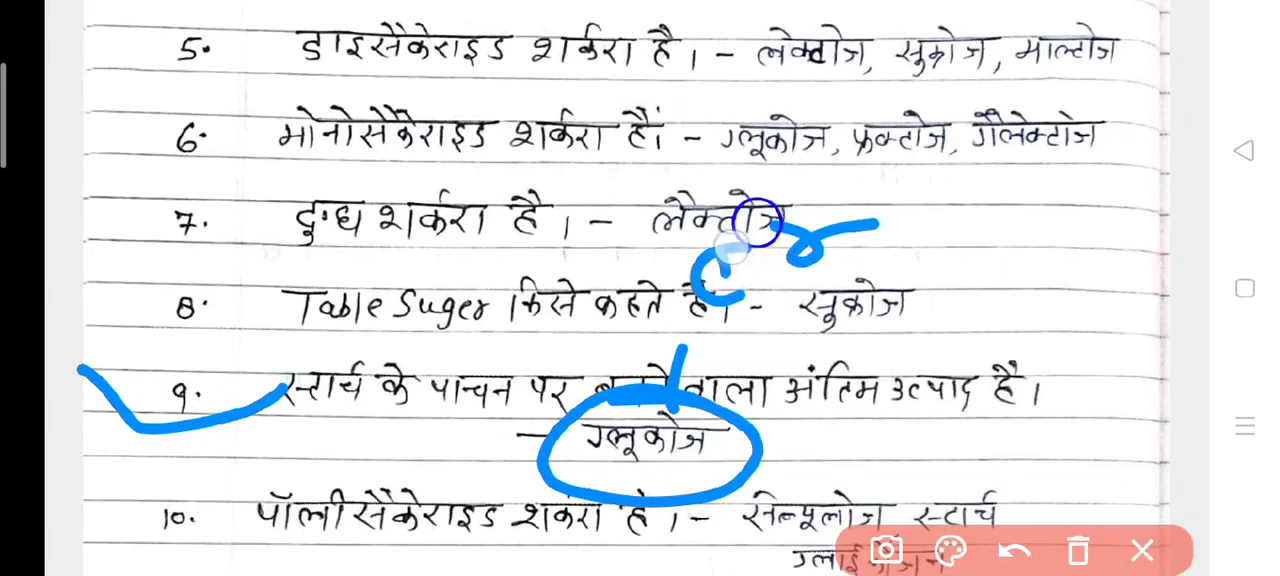 5. डाइसैकेराइड शर्करा है। - लेक्टोज, सुक्रोज, माल्टोज
6. मोनोसैकेराइड शर्करा हैं। - ग्लूकोज, फ्रक्टोज, गैलेक्टोज
7. दुग्ध शर्करा है। - लैक्टोज
8. Table Suger किसे कहते हैं। - सुक्रोज
9. स्टार्च के पाचन पर बनने वाला अंतिम उत्पाद है।
- ग्लूकोज
10. पॉलीसैकेराइड शर्करा है। - सेल्यूलोज स्टार्च